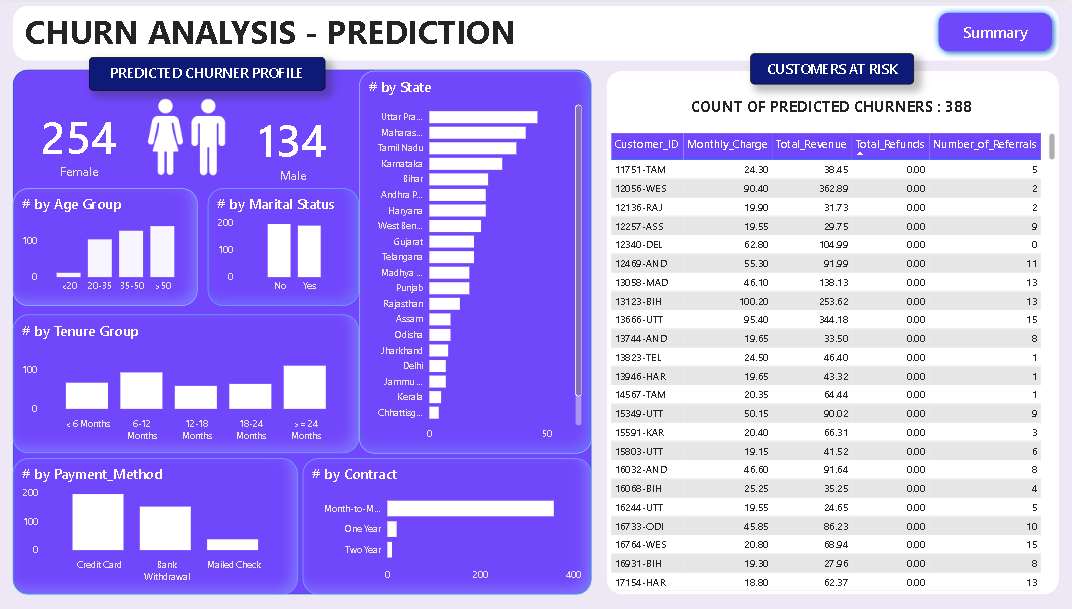 CHURN ANALYSIS - PREDICTION
Summary
PREDICTED CHURNER PROFILE
254
Female
134
Male
# by Age Group
100
0
<20 20-35 35-50 >50
# by Marital Status
200
100
0
No Yes
# by Tenure Group
100
0
< 6 Months 6-12 Months 12-18 Months 18-24 Months >= 24 Months
# by Payment_Method
200
100
0
Credit Card Bank Withdrawal Mailed Check
# by State
Uttar Pra...
Maharas...
Tamil Nadu
Karnataka
Bihar
Andhra P...
Haryana
West Ben...
Gujarat
Telangana
Madhya ...
Punjab
Rajasthan
Assam
Odisha
Jharkhand
Delhi
Jammu ...
Kerala
Chhattisg...
0 50
# by Contract
Month-to-M...
One Year
Two Year
0 200 400
CUSTOMERS AT RISK
COUNT OF PREDICTED CHURNERS : 388
Customer_ID Monthly_Charge Total_Revenue Total_Refunds Number_of_Referrals
11751-TAM 24.30 38.45 0.00 5
12056-WES 90.40 362.89 0.00 2
12136-RAJ 19.90 31.73 0.00 2
12257-ASS 19.55 29.75 0.00 9
12340-DEL 62.80 104.99 0.00 0
12469-AND 55.30 91.99 0.00 11
13058-MAD 46.10 138.13 0.00 13
13123-BIH 100.20 253.62 0.00 13
13666-UTT 95.40 344.18 0.00 15
13744-AND 19.65 33.50 0.00 8
13823-TEL 24.50 46.40 0.00 1
13946-HAR 19.65 43.32 0.00 1
14567-TAM 20.35 64.44 0.00 1
15349-UTT 50.15 90.02 0.00 9
15591-KAR 20.40 66.31 0.00 3
15803-UTT 19.15 41.52 0.00 6
16032-AND 46.60 91.64 0.00 8
16068-BIH 25.25 35.25 0.00 4
16244-UTT 19.55 24.65 0.00 5
16733-ODI 45.85 86.23 0.00 10
16764-WES 20.80 68.94 0.00 15
16931-BIH 19.30 27.96 0.00 8
17154-HAR 18.80 62.37 0.00 13